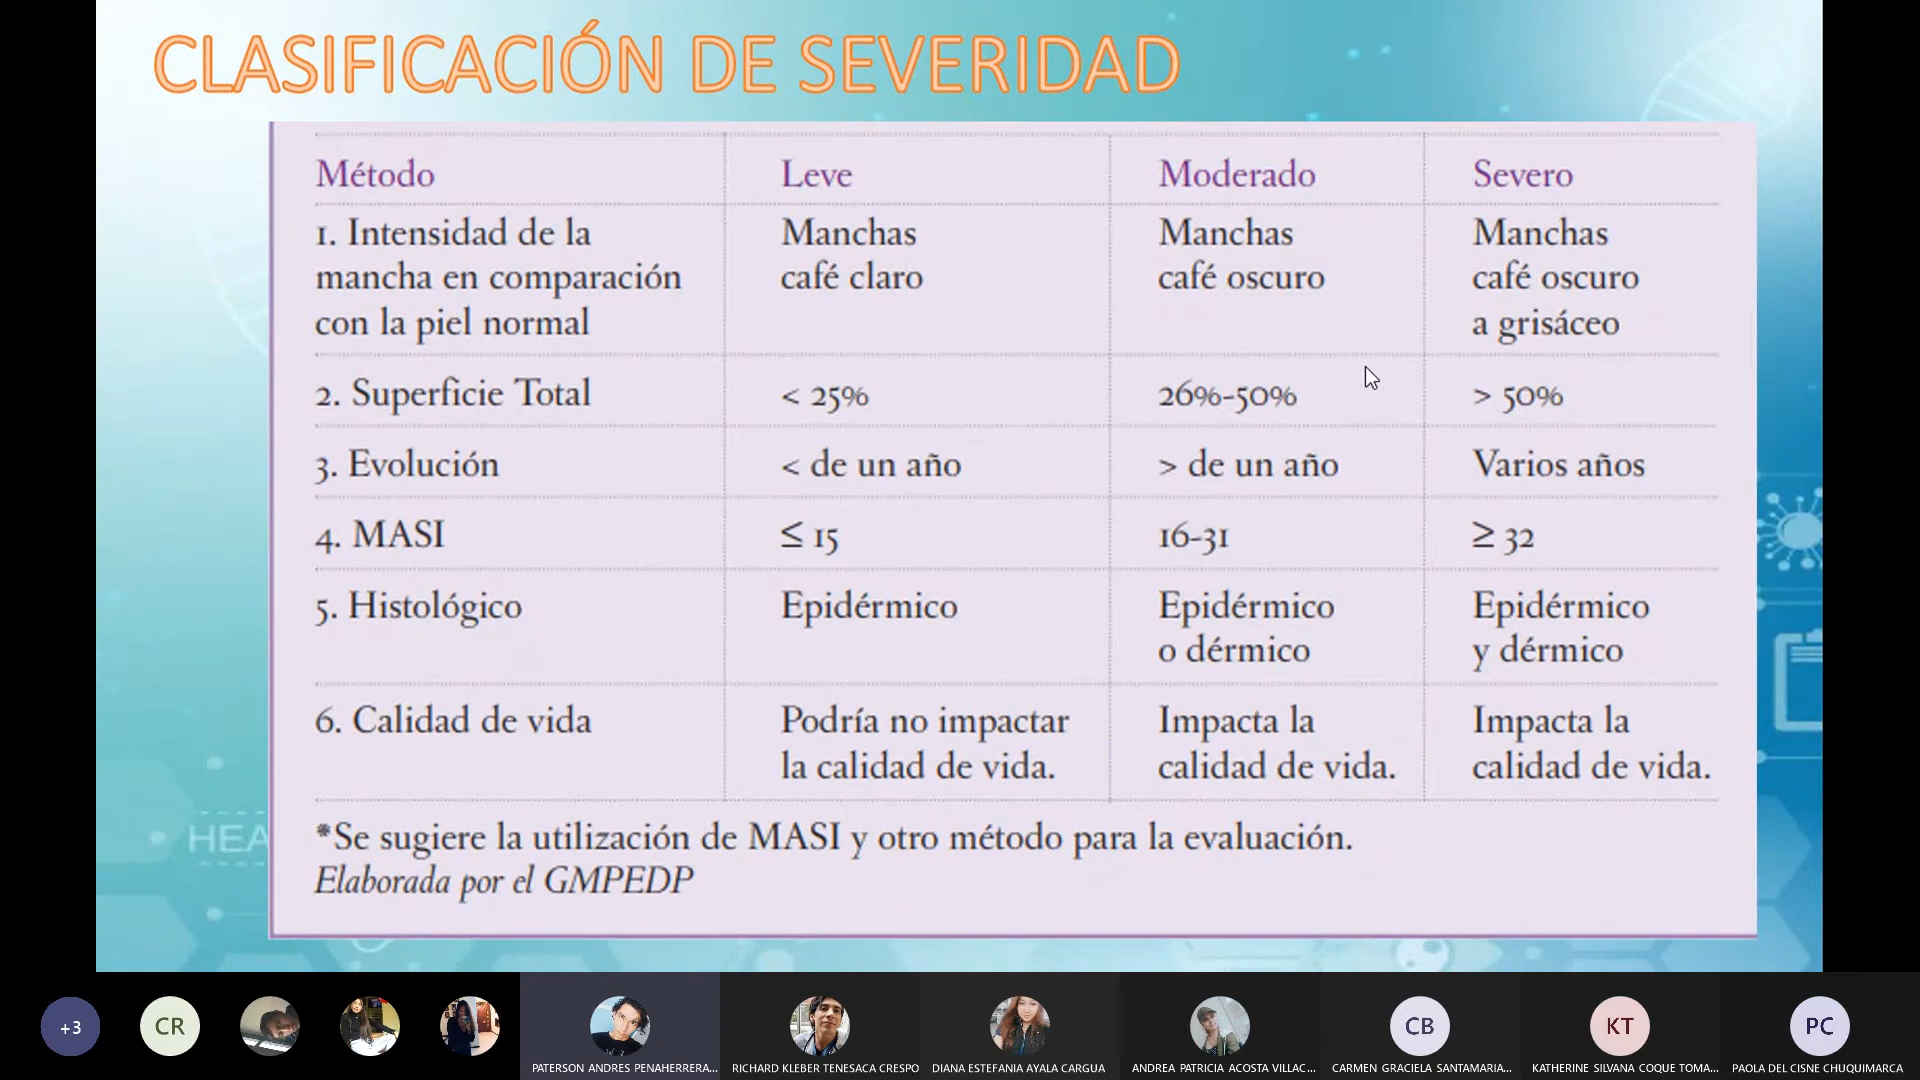 CLASIFICACIÓN DE SEVERIDAD
Método Leve Moderado Severo
1. Intensidad de la Manchas Manchas Manchas
mancha en comparación café claro café oscuro café oscuro
con la piel normal a grisáceo
2. Superficie Total < 25% 26%-50% > 50%
3. Evolución < de un año > de un año Varios años
4. MASI ≤ 15 16-31 ≥ 32
5. Histológico Epidérmico Epidérmico Epidérmico
o dérmico y dérmico
6. Calidad de vida Podría no impactar Impacta la Impacta la
la calidad de vida. calidad de vida. calidad de vida.
*Se sugiere la utilización de MASI y otro método para la evaluación.
Elaborada por el GMPEDP
HEA
+3 CR CB KT PC
PATERSON ANDRES PENAHERRERA... RICHARD KLEBER TENESACA CRESPO DIANA ESTEFANIA AYALA CARGUA ANDREA PATRICIA ACOSTA VILLAC... CARMEN GRACIELA SANTAMARIA... KATHERINE SILVANA COQUE TOMA... PAOLA DEL CISNE CHUQUIMARCA